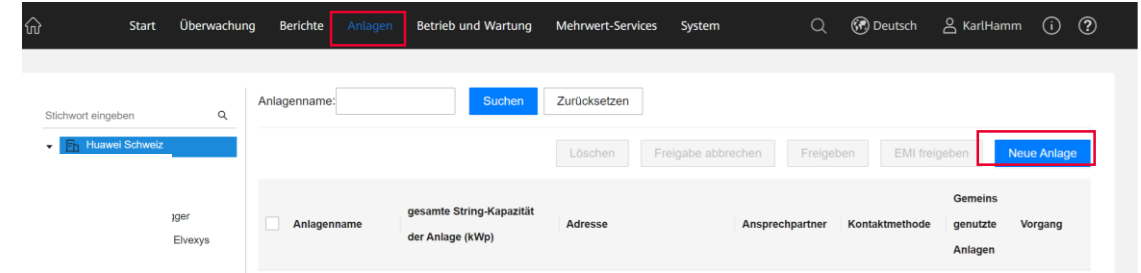 Start Überwachung Berichte Anlagen Betrieb und Wartung Mehrwert-Services System Deutsch KarlHamm
Anlagenname: Suchen Zurücksetzen
Stichwort eingeben
Huawei Schweiz
Löschen Freigabe abbrechen Freigeben EMI freigeben Neue Anlage
Anlagenname gesamte String-Kapazität der Anlage (kWp) Adresse Ansprechpartner Kontaktmethode Gemeins genutzte Anlagen Vorgang
gger
Elvexys